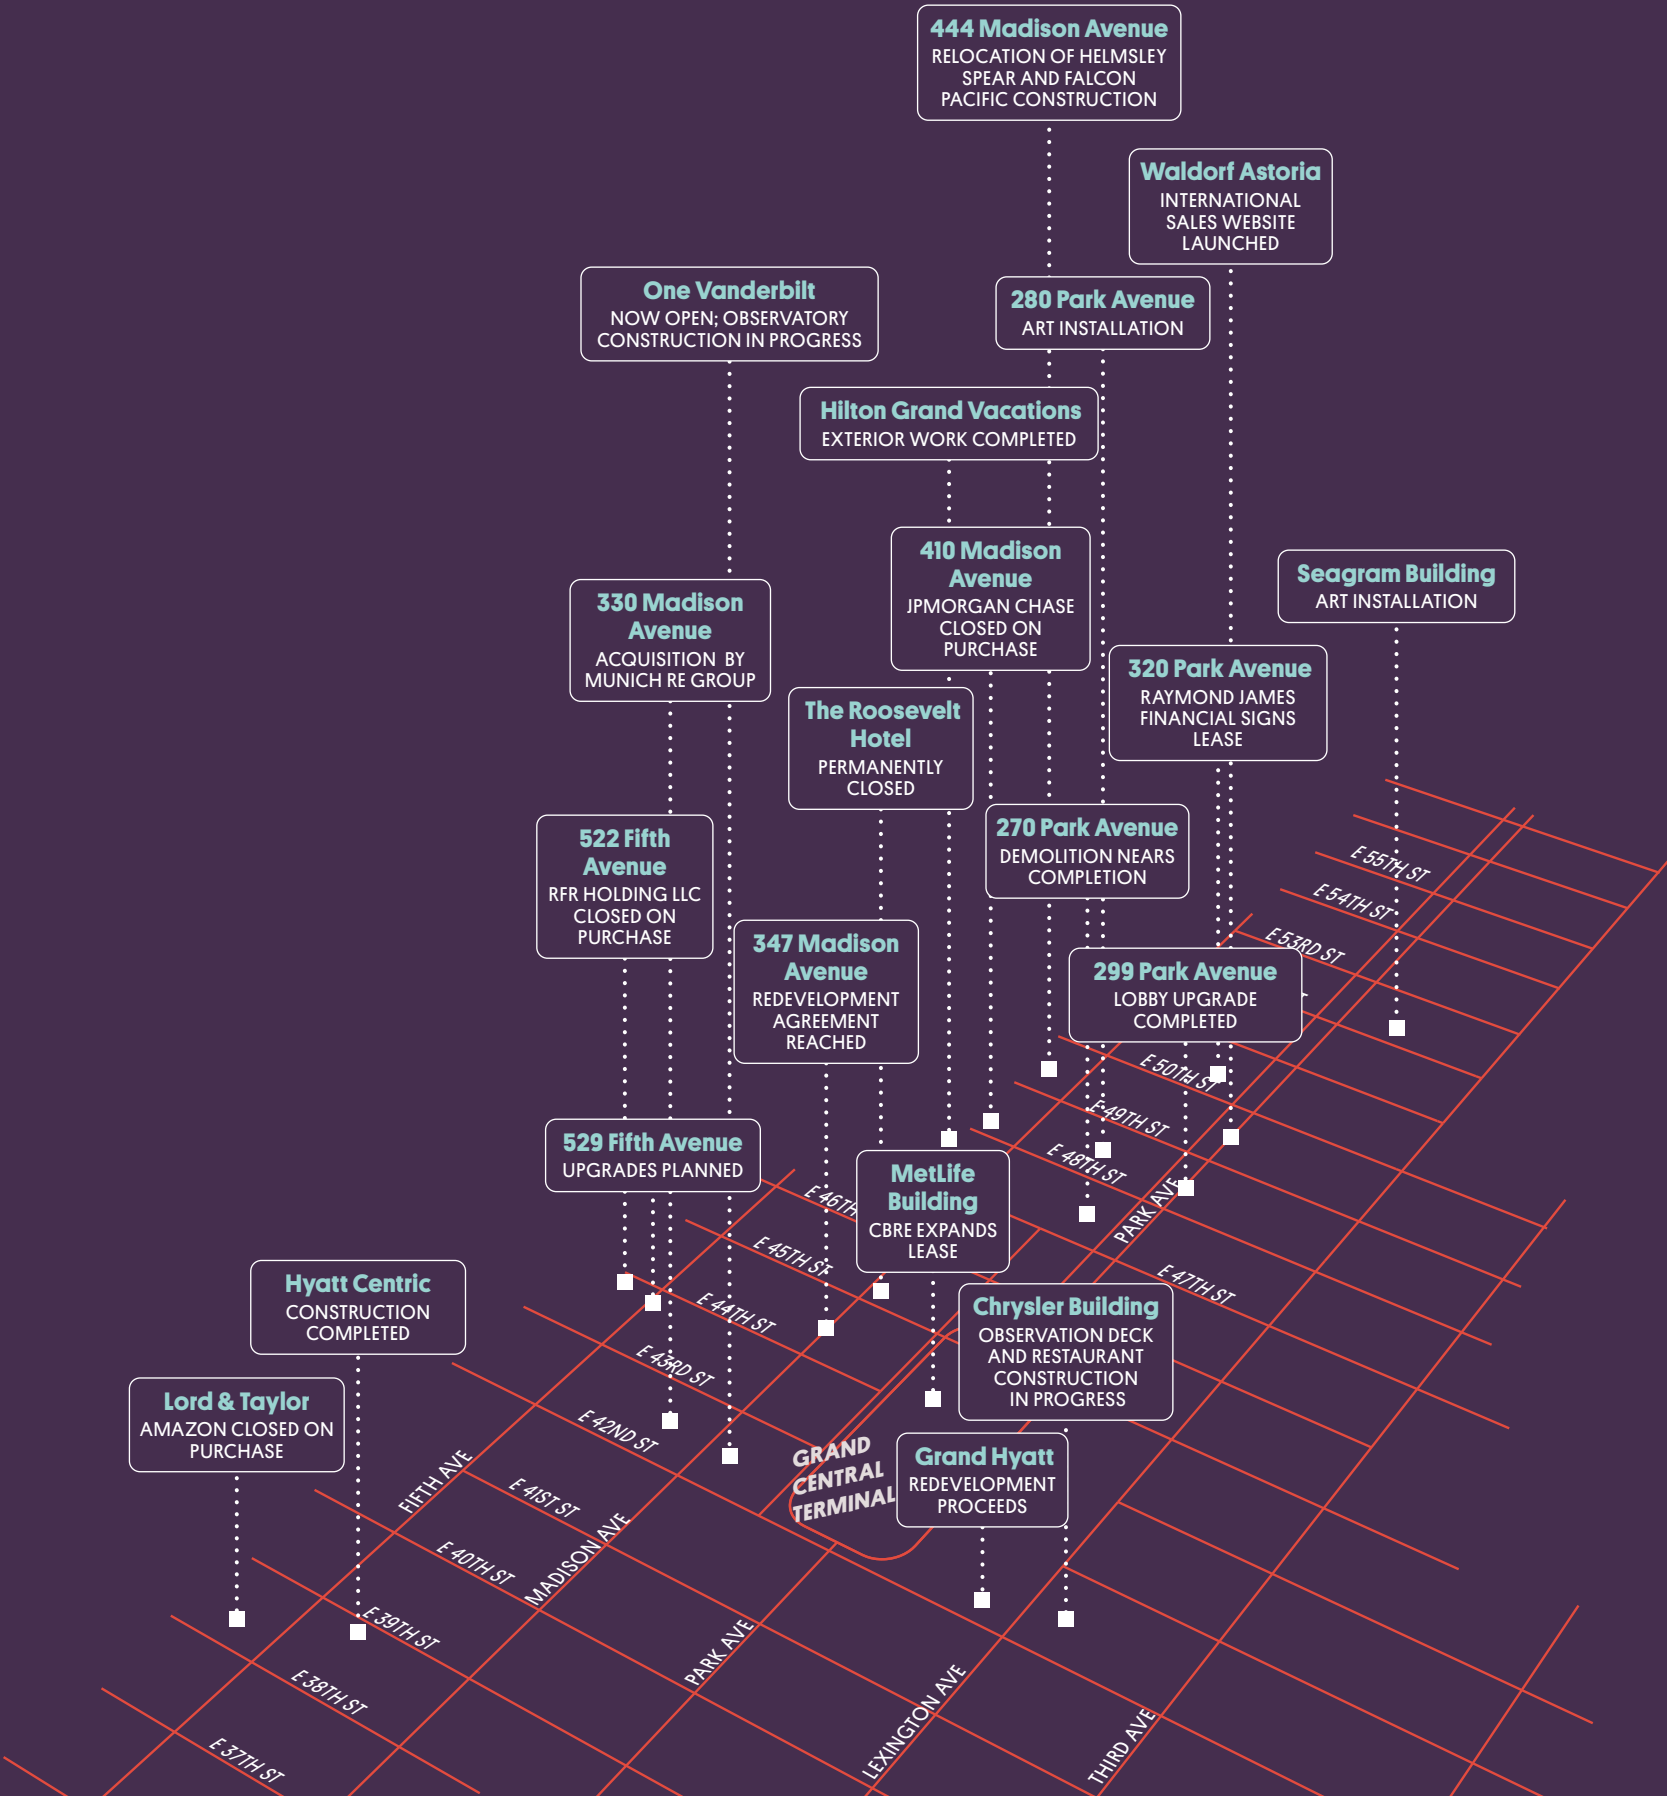 444 Madison Avenue
RELOCATION OF HELMSLEY
SPEAR AND FALCON
PACIFIC CONSTRUCTION
Waldorf Astoria
INTERNATIONAL
SALES WEBSITE
LAUNCHED
One Vanderbilt
NOW OPEN; OBSERVATORY
CONSTRUCTION IN PROGRESS
280 Park Avenue
ART INSTALLATION
Hilton Grand Vacations
EXTERIOR WORK COMPLETED
410 Madison
Avenue
JPMORGAN CHASE
CLOSED ON
PURCHASE
Seagram Building
ART INSTALLATION
330 Madison
Avenue
ACQUISITION BY
MUNICH RE GROUP
320 Park Avenue
RAYMOND JAMES
FINANCIAL SIGNS
LEASE
The Roosevelt
Hotel
PERMANENTLY
CLOSED
270 Park Avenue
DEMOLITION NEARS
COMPLETION
522 Fifth
Avenue
RFR HOLDING LLC
CLOSED ON
PURCHASE
347 Madison
Avenue
REDEVELOPMENT
AGREEMENT
REACHED
299 Park Avenue
LOBBY UPGRADE
COMPLETED
529 Fifth Avenue
UPGRADES PLANNED
MetLife
Building
CBRE EXPANDS
LEASE
Hyatt Centric
CONSTRUCTION
COMPLETED
Chrysler Building
OBSERVATION DECK
AND RESTAURANT
CONSTRUCTION
IN PROGRESS
Lord & Taylor
AMAZON CLOSED ON
PURCHASE
Grand Hyatt
REDEVELOPMENT
PROCEEDS
E 55TH ST
E 54TH ST
E 53RD ST
E 50TH ST
E 49TH ST
E 48TH ST
E 47TH ST
E 46TH
E 45TH ST
E 44TH ST
E 43RD ST
E 42ND ST
E 41ST ST
E 40TH ST
E 39TH ST
E 38TH ST
E 37TH ST
PARK AVE
GRAND
CENTRAL
TERMINAL
FIFTH AVE
MADISON AVE
PARK AVE
LEXINGTON AVE
THIRD AVE